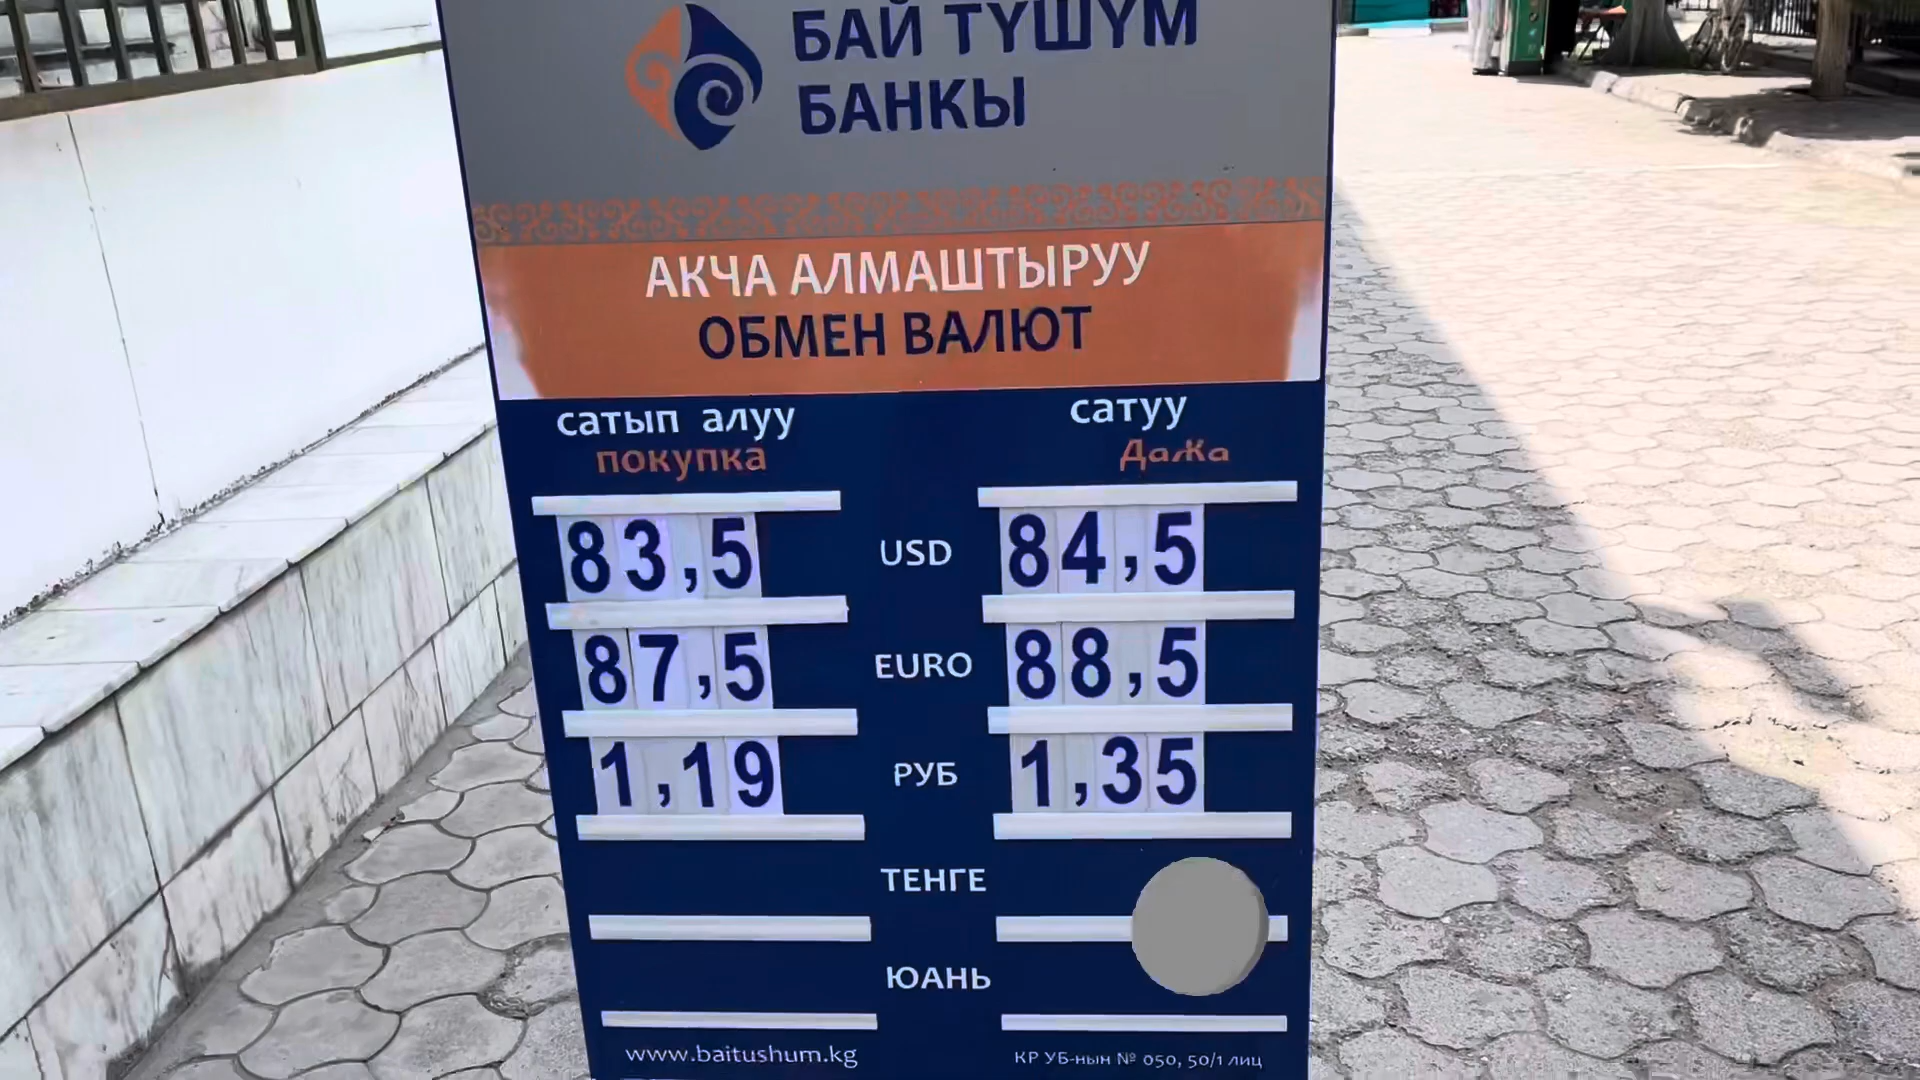 БАЙ ТҮШҮМ
БАНКЫ
АКЧА АЛМАШТЫРУУ
ОБМЕН ВАЛЮТ
сатып алуу сатуу
покупка
83,5 USD 84,5
87,5 EURO 88,5
1,19 РУБ 1,35
ТЕНГЕ
ЮАНЬ
www.baitushum.kg КР УБ-нын № 050, 50/1 лиц